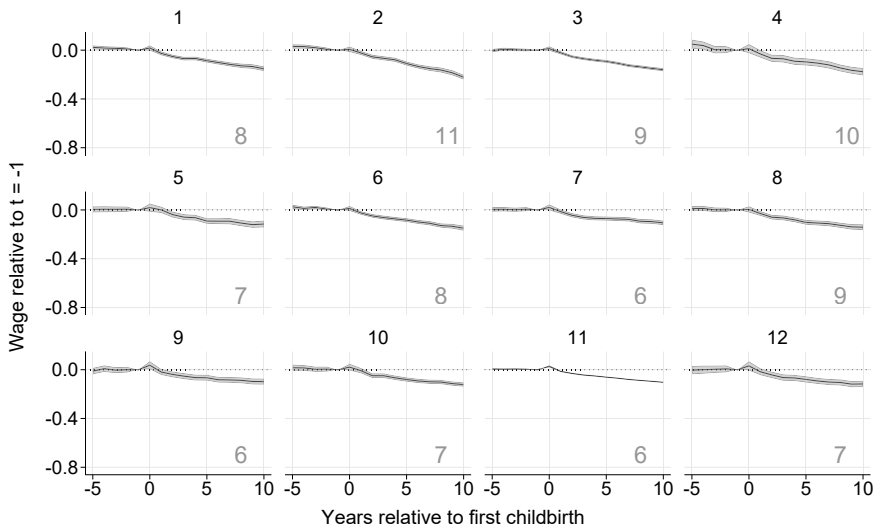 1 2 3 4
0.0
-0.4
-0.8
8 11 9 10
5 6 7 8
0.0
-0.4
-0.8
7 8 6 9
9 10 11 12
0.0
-0.4
-0.8
6 7 6 7
-5 0 5 10 -5 0 5 10 -5 0 5 10 -5 0 5 10
Years relative to first childbirth
Wage relative to t = -1